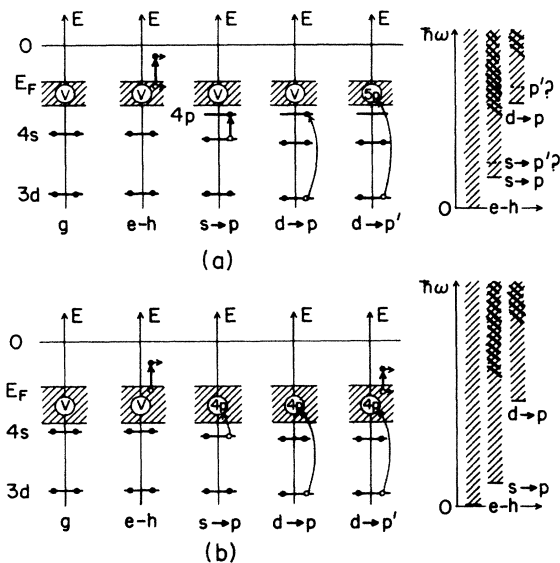 E E E E E ħω
0
E_F V V V V 5p p'?
4p d→p
4s s→p'?
s→p
3d
g e-h s→p d→p d→p' 0 e-h
(a)
E E E E E ħω
0
E_F V V 4p 4p 4p
4s d→p
3d s→p
g e-h s→p d→p d→p' 0 e-h
(b)